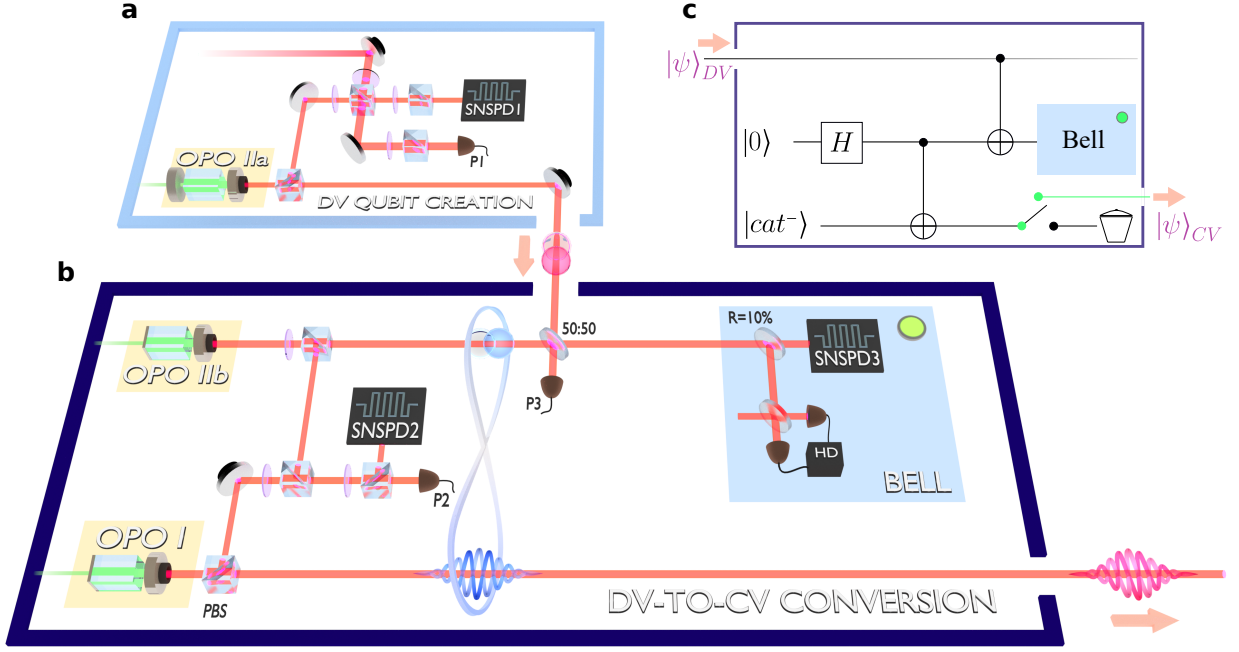 a
SNSPD1
P1
OPO IIa
DV QUBIT CREATION
c
|ψ⟩DV
|0⟩
H
Bell
|cat⁻⟩
|ψ⟩CV
b
50:50
R=10%
SNSPD3
OPO IIb
P3
SNSPD2
HD
P2
BELL
OPO I
PBS
DV-TO-CV CONVERSION